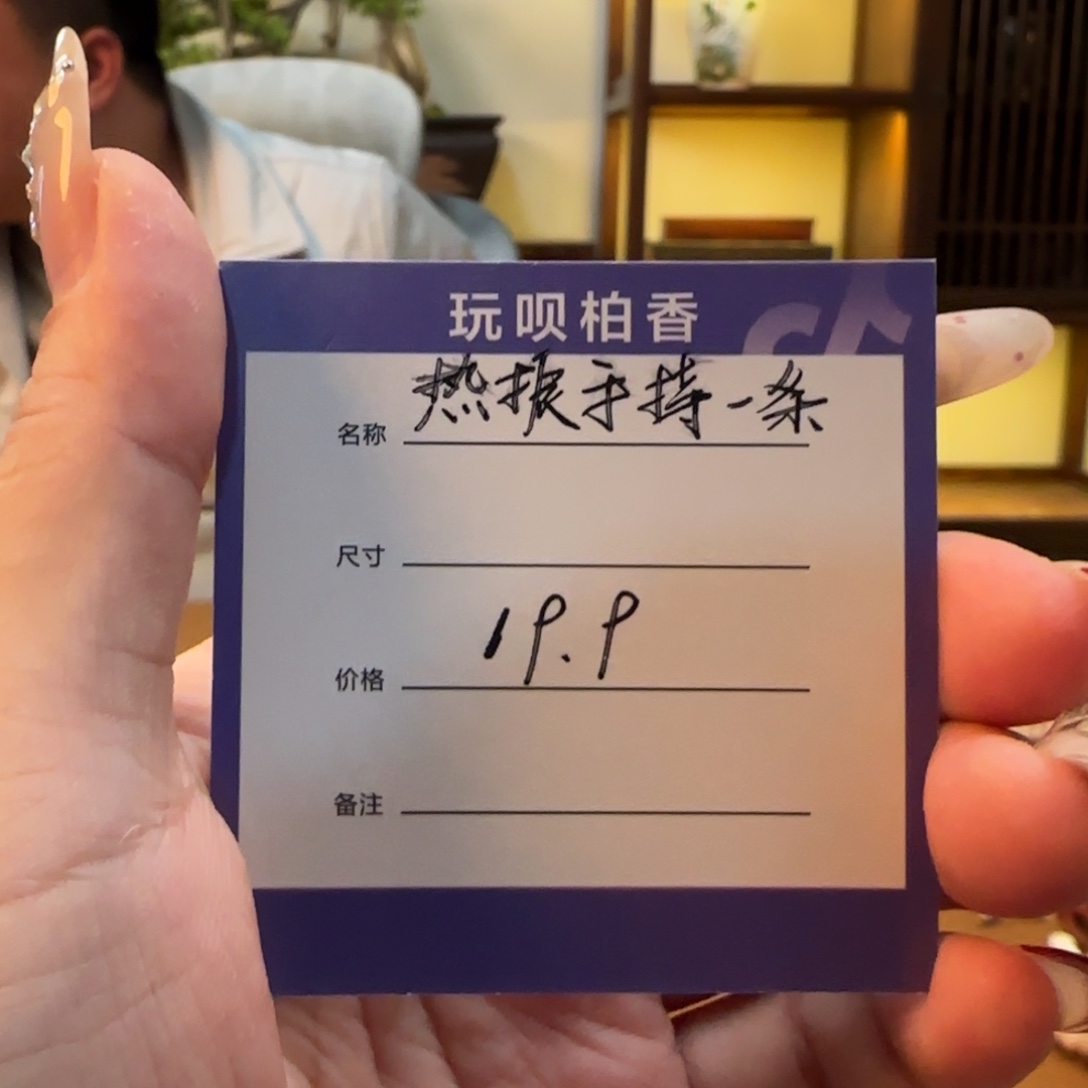 玩呗柏香
名称 热振手持一条
尺寸
价格 19.9
备注